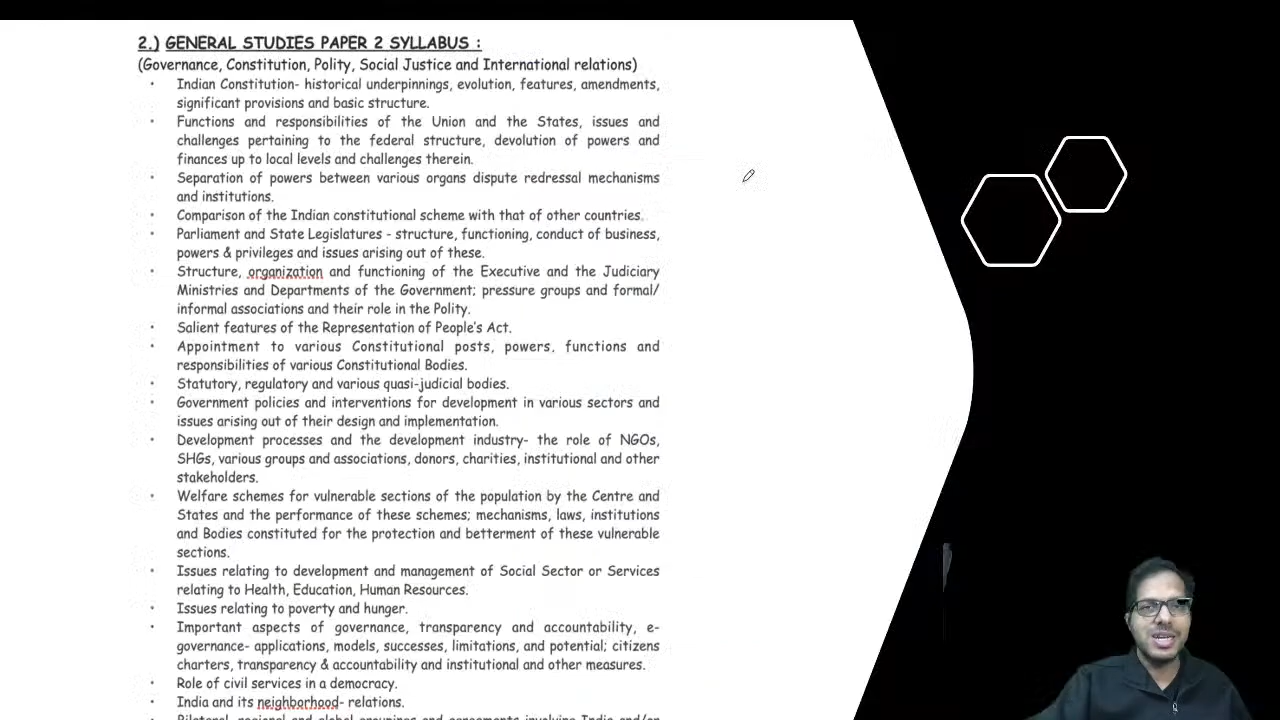 2.) GENERAL STUDIES PAPER 2 SYLLABUS :
(Governance, Constitution, Polity, Social Justice and International relations)
• Indian Constitution- historical underpinnings, evolution, features, amendments,
significant provisions and basic structure.
• Functions and responsibilities of the Union and the States, issues and
challenges pertaining to the federal structure, devolution of powers and
finances up to local levels and challenges therein.
• Separation of powers between various organs dispute redressal mechanisms
and institutions.
• Comparison of the Indian constitutional scheme with that of other countries.
• Parliament and State Legislatures - structure, functioning, conduct of business,
powers & privileges and issues arising out of these.
• Structure, organization and functioning of the Executive and the Judiciary
Ministries and Departments of the Government; pressure groups and formal/
informal associations and their role in the Polity.
• Salient features of the Representation of People's Act.
• Appointment to various Constitutional posts, powers, functions and
responsibilities of various Constitutional Bodies.
• Statutory, regulatory and various quasi-judicial bodies.
• Government policies and interventions for development in various sectors and
issues arising out of their design and implementation.
• Development processes and the development industry- the role of NGOs,
SHGs, various groups and associations, donors, charities, institutional and other
stakeholders.
• Welfare schemes for vulnerable sections of the population by the Centre and
States and the performance of these schemes; mechanisms, laws, institutions
and Bodies constituted for the protection and betterment of these vulnerable
sections.
• Issues relating to development and management of Social Sector or Services
relating to Health, Education, Human Resources.
• Issues relating to poverty and hunger.
• Important aspects of governance, transparency and accountability, e-
governance- applications, models, successes, limitations, and potential; citizens
charters, transparency & accountability and institutional and other measures.
• Role of civil services in a democracy.
• India and its neighborhood- relations.
• Bilateral, regional and global groupings and agreements involving India and/or